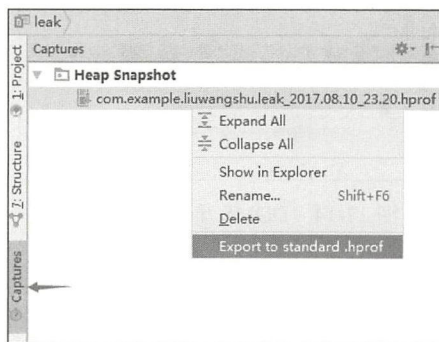 leak
Captures
1: Project
Heap Snapshot
com.example.liuwangshu.leak_2017.08.10_23.20.hprof
Expand All
Collapse All
7: Structure
Show in Explorer
Rename... Shift+F6
Delete
Export to standard .hprof
Captures